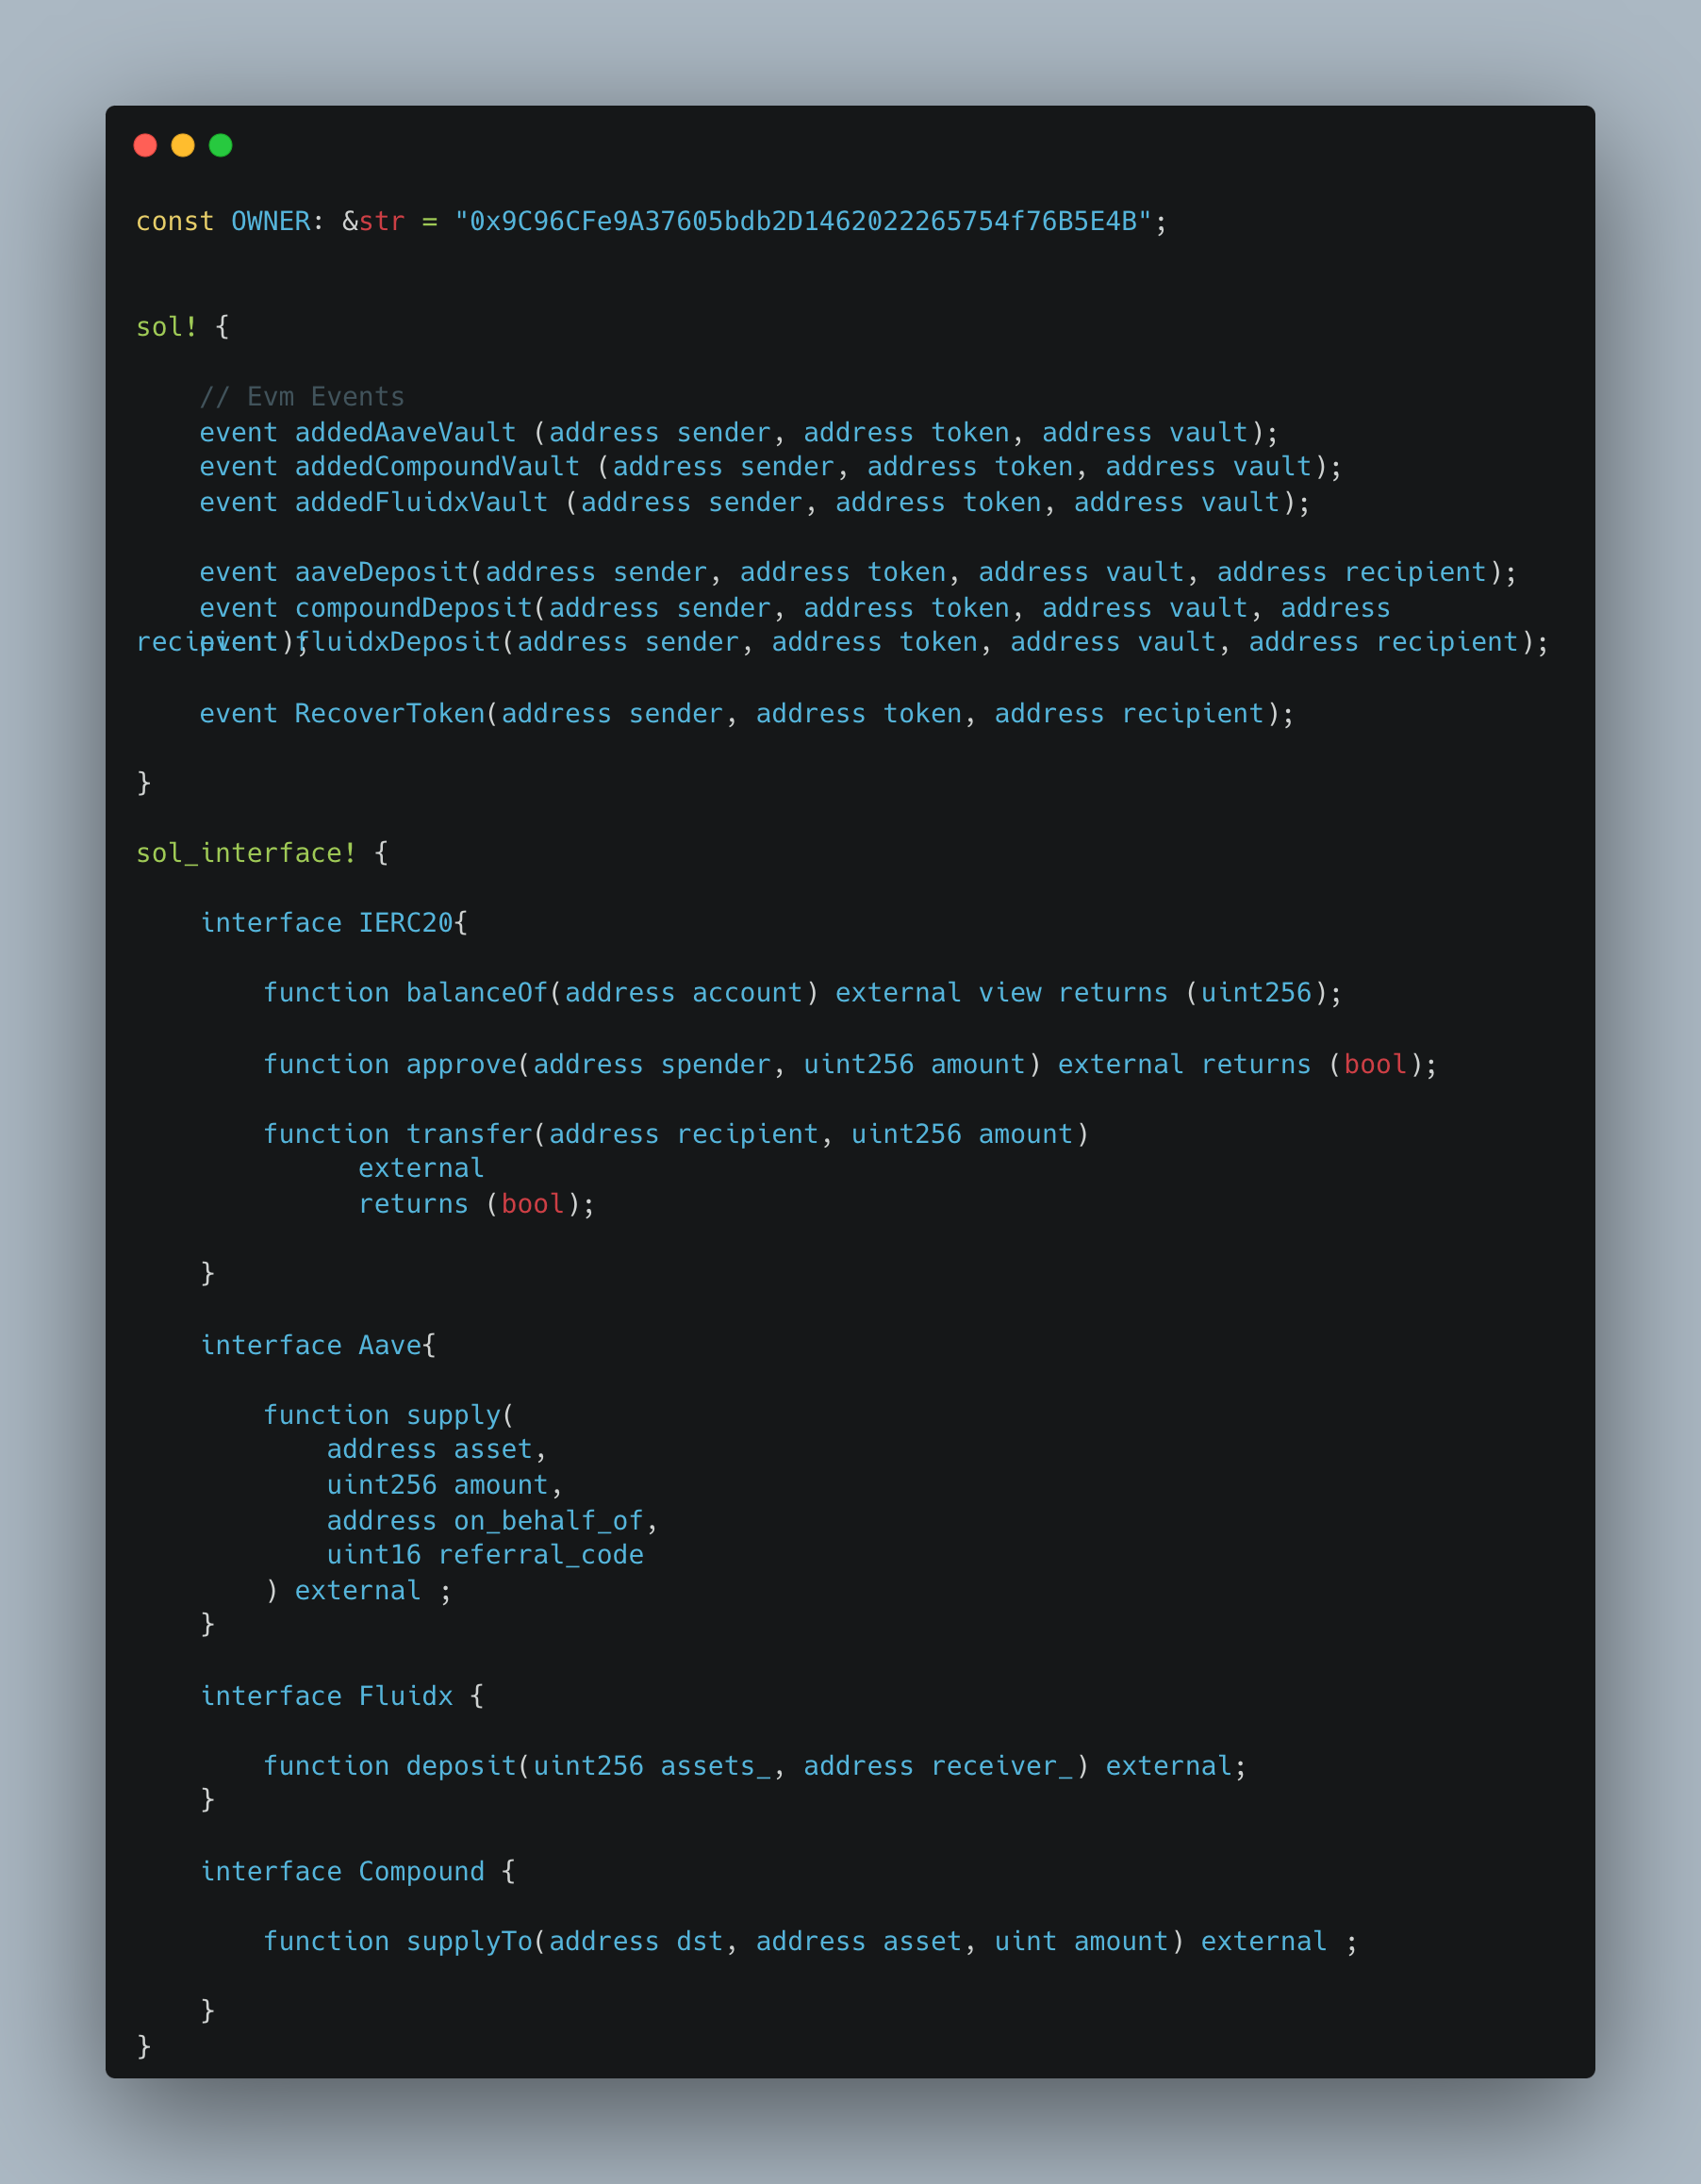 const OWNER: &str = "0x9C96CFe9A37605bdb2D1462022265754f76B5E4B";
sol! {
// Evm Events
event addedAaveVault (address sender, address token, address vault);
event addedCompoundVault (address sender, address token, address vault);
event addedFluidxVault (address sender, address token, address vault);
event aaveDeposit(address sender, address token, address vault, address recipient);
event compoundDeposit(address sender, address token, address vault, address
recipient);
event fluidxDeposit(address sender, address token, address vault, address recipient);
event RecoverToken(address sender, address token, address recipient);
}
sol_interface! {
interface IERC20{
function balanceOf(address account) external view returns (uint256);
function approve(address spender, uint256 amount) external returns (bool);
function transfer(address recipient, uint256 amount)
external
returns (bool);
}
interface Aave{
function supply(
address asset,
uint256 amount,
address on_behalf_of,
uint16 referral_code
) external ;
}
interface Fluidx {
function deposit(uint256 assets_, address receiver_) external;
}
interface Compound {
function supplyTo(address dst, address asset, uint amount) external ;
}
}